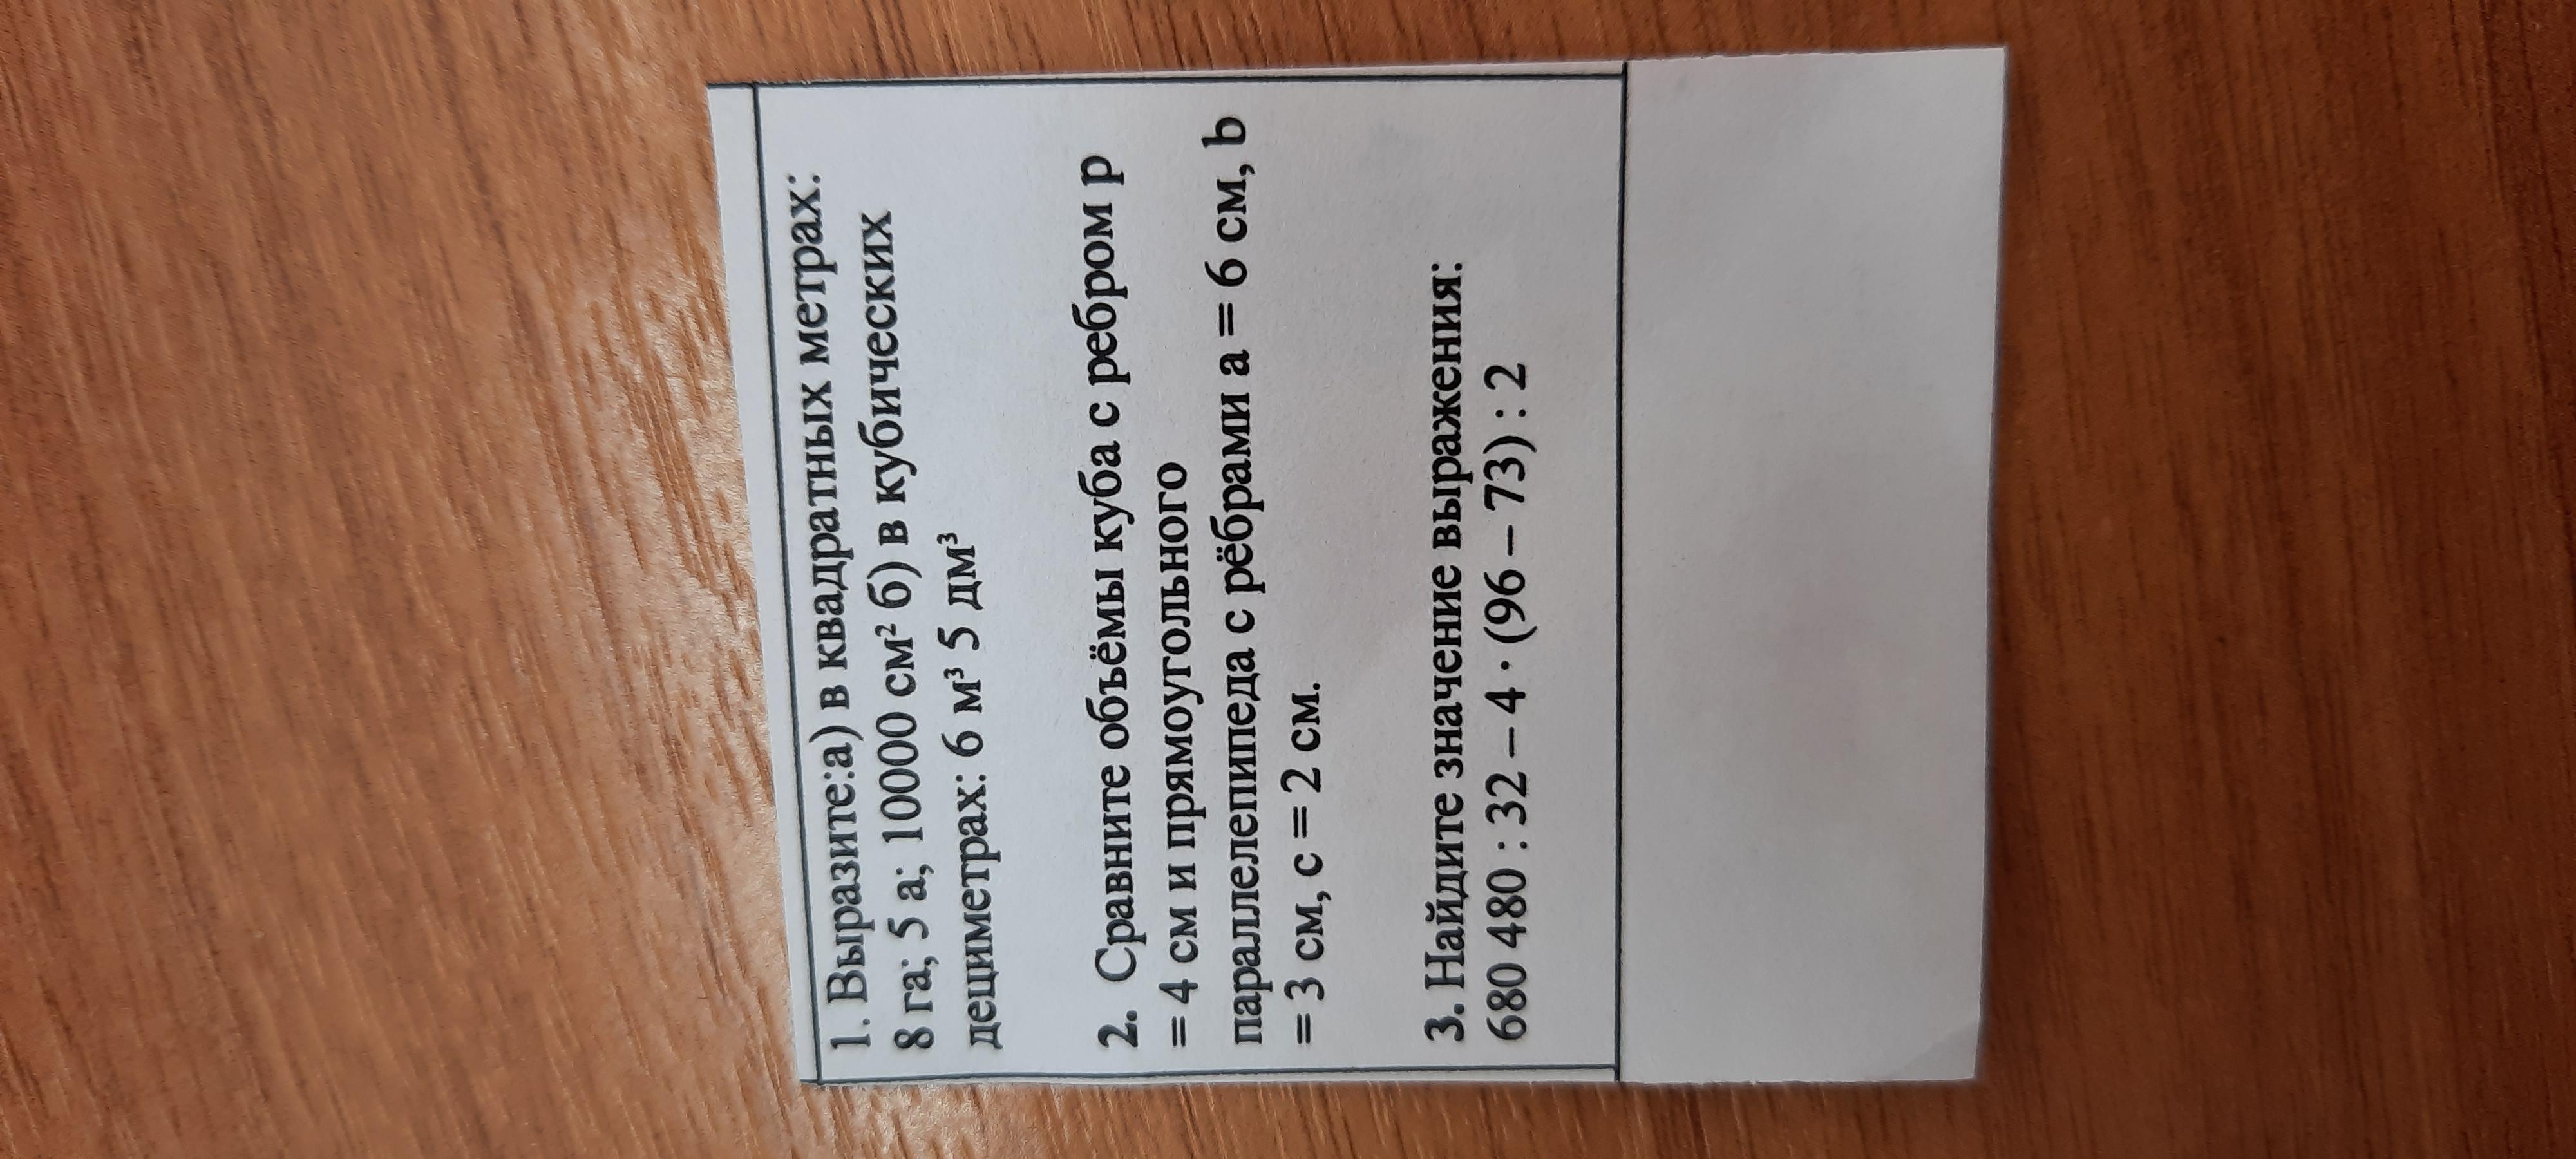 1. Выразите:а) в квадратных метрах:
8 га; 5 а; 10000 см² б) в кубических
дециметрах: 6 м³ 5 дм³
2. Сравните объёмы куба с ребром р
= 4 см и прямоугольного
параллелепипеда с рёбрами a = 6 см, b
= 3 см, с = 2 см.
3. Найдите значение выражения:
680 480 : 32 – 4 · (96 – 73) : 2